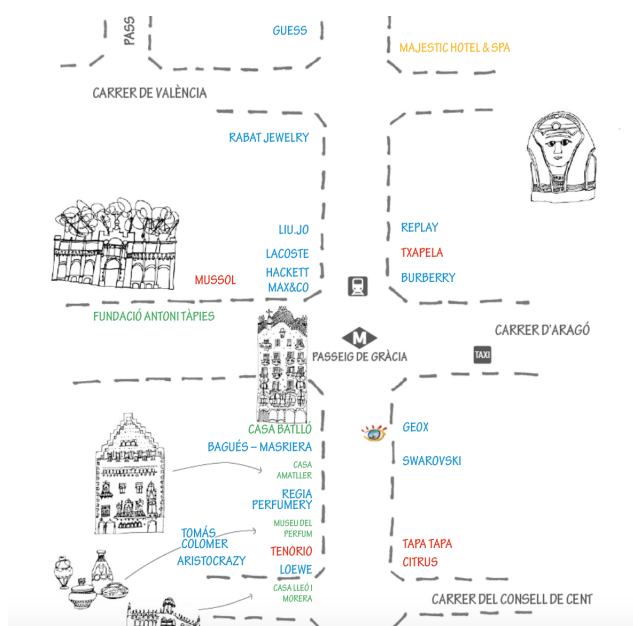 PASS
GUESS
MAJESTIC HOTEL & SPA
CARRER DE VALÈNCIA
RABAT JEWELRY
LIU.JO
REPLAY
LACOSTE
TXAPELA
HACKETT
MUSSOL
BURBERRY
MAX&CO
FUNDACIÓ ANTONI TÀPIES
M
CARRER D'ARAGÓ
PASSEIG DE GRÀCIA
TAXI
CASA BATLLÓ
GEOX
BAGUÉS – MASRIERA
SWAROVSKI
CASA
AMATLLER
REGIA
PERFUMERY
MUSEU DEL
PERFUM
TOMÁS
COLOMER
TENORIO
TAPA TAPA
ARISTOCRAZY
CITRUS
LOEWE
CASA LLEÓ I
MORERA
CARRER DEL CONSELL DE CENT